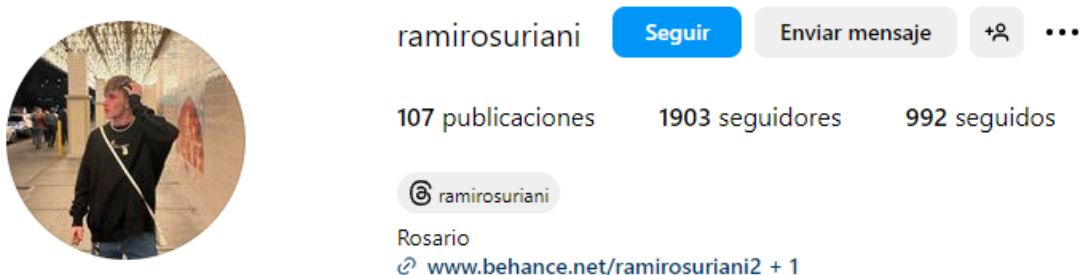 ramirosuriani Seguir Enviar mensaje
107 publicaciones 1903 seguidores 992 seguidos
ramirosuriani
Rosario
www.behance.net/ramirosuriani2 + 1